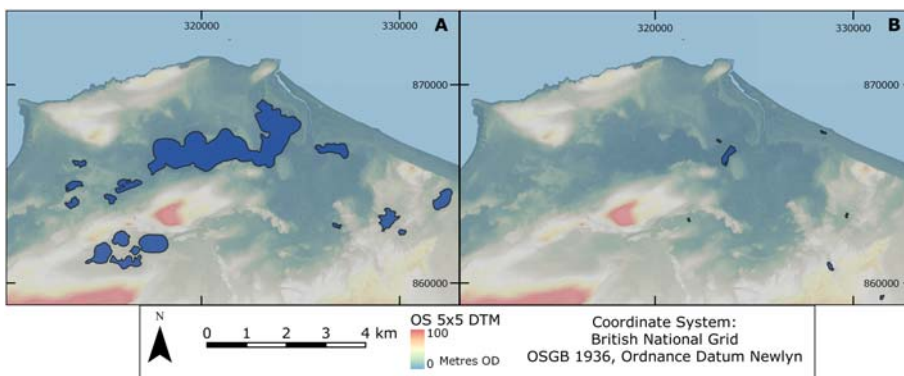 320000
330000
A
870000
860000
320000
330000
B
870000
860000
N
0 1 2 3 4 km
OS 5x5 DTM
100
0
Metres OD
Coordinate System:
British National Grid
OSGB 1936, Ordnance Datum Newlyn